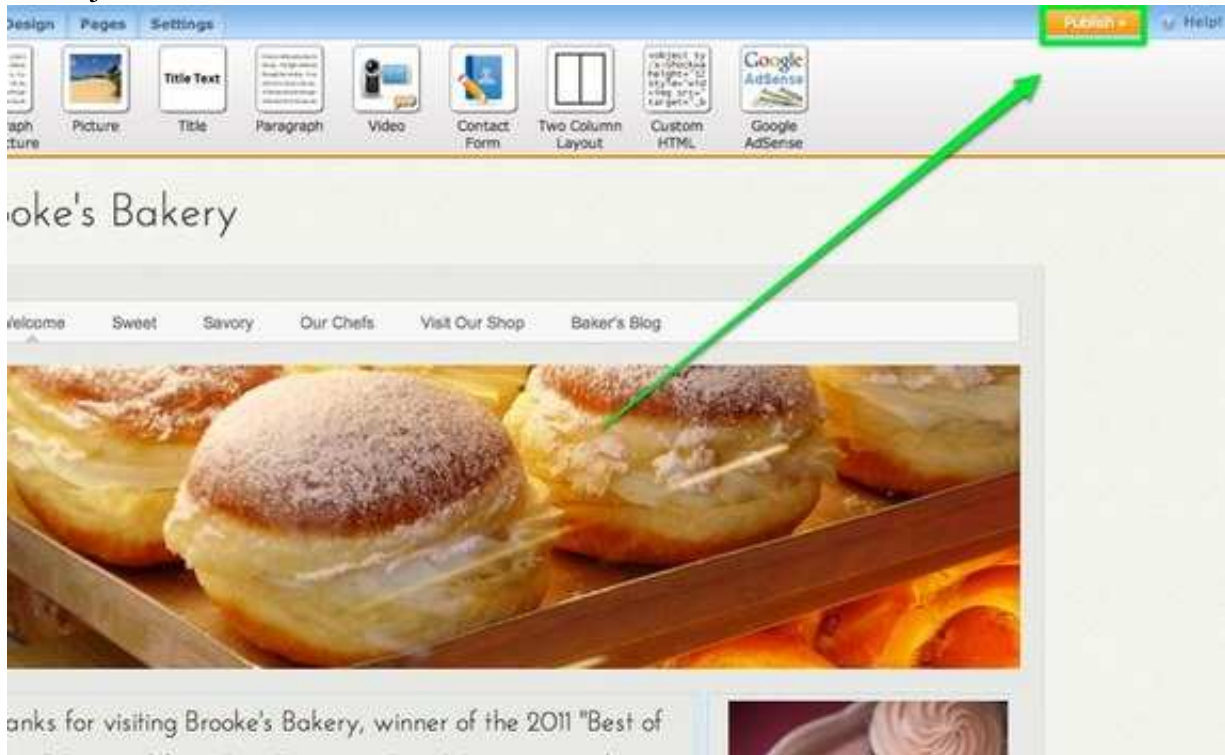 Design Pages Settings Publish Help!
Picture Title Text Title Paragraph Video Contact Form Two Column Layout Custom HTML Google AdSense Google AdSense
oke's Bakery
Welcome Sweet Savory Our Chefs Visit Our Shop Baker's Blog
anks for visiting Brooke's Bakery, winner of the 2011 "Best of